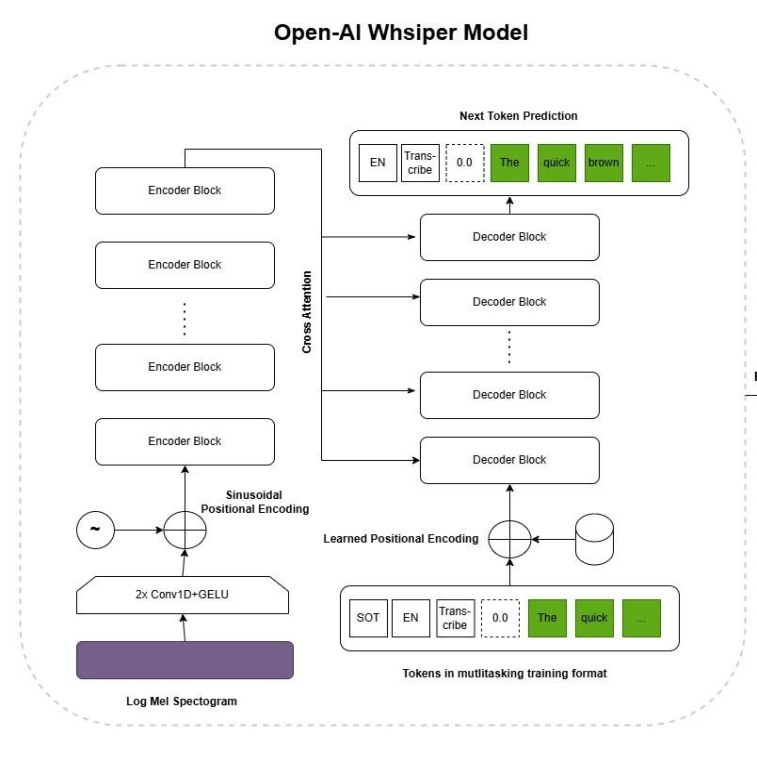 Open-AI Whsiper Model
Next Token Prediction
EN
Trans-
cribe
0.0
The
quick
brown
...
Encoder Block
Encoder Block
Encoder Block
Encoder Block
Cross Attention
Decoder Block
Decoder Block
Decoder Block
Decoder Block
Sinusoidal
Positional Encoding
~
Learned Positional Encoding
2x Conv1D+GELU
SOT
EN
Trans-
cribe
0.0
The
quick
...
Log Mel Spectogram
Tokens in mutlitasking training format